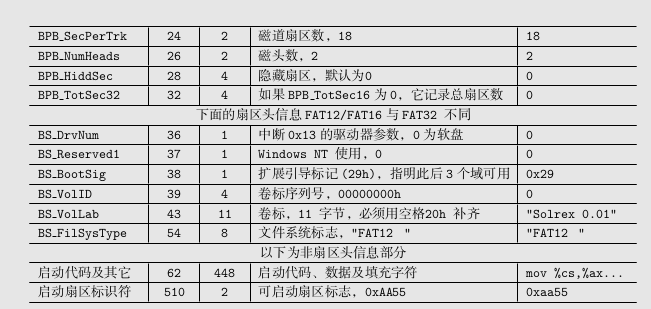 BPB_SecPerTrk 24 2 磁道扇区数，18 18
BPB_NumHeads 26 2 磁头数，2 2
BPB_HiddSec 28 4 隐藏扇区，默认为0 0
BPB_TotSec32 32 4 如果 BPB_TotSec16 为 0，它记录总扇区数 0
下面的扇区头信息 FAT12/FAT16 与 FAT32 不同
BS_DrvNum 36 1 中断 0x13 的驱动器参数，0 为软盘 0
BS_Reserved1 37 1 Windows NT 使用，0 0
BS_BootSig 38 1 扩展引导标记 (29h)，指明此后 3 个域可用 0x29
BS_VolID 39 4 卷标序列号，00000000h 0
BS_VolLab 43 11 卷标，11 字节，必须用空格20h 补齐 "Solrex 0.01"
BS_FilSysType 54 8 文件系统标志，"FAT12 " "FAT12 "
以下为非扇区头信息部分
启动代码及其它 62 448 启动代码、数据及填充字符 mov %cs,%ax...
启动扇区标识符 510 2 可启动扇区标志，0xAA55 0xaa55